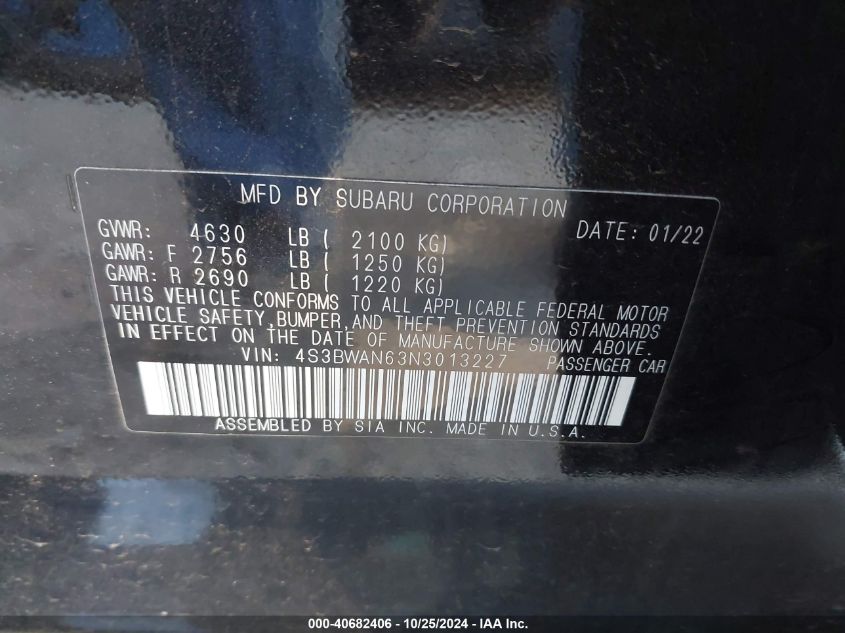 MFD BY SUBARU CORPORATION
GVWR: 4630 LB ( 2100 KG) DATE: 01/22
GAWR: F 2756 LB ( 1250 KG)
GAWR: R 2690 LB ( 1220 KG)
THIS VEHICLE CONFORMS TO ALL APPLICABLE FEDERAL MOTOR
VEHICLE SAFETY, BUMPER, AND THEFT PREVENTION STANDARDS
IN EFFECT ON THE DATE OF MANUFACTURE SHOWN ABOVE.
VIN: 4S3BWAN63N3013227 PASSENGER CAR
ASSEMBLED BY SIA INC. MADE IN U.S.A.
000-40682406 - 10/25/2024 - IAA Inc.